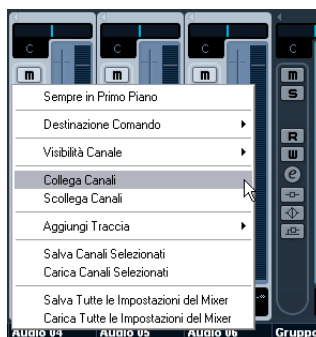 C C C C
m m m m
S
Sempre in Primo Piano
Destinazione Comando
R
Visibilità Canale
W
e
Collega Canali
Scollega Canali
Aggiungi Traccia
Salva Canali Selezionati
Carica Canali Selezionati
Salva Tutte le Impostazioni del Mixer
Carica Tutte le Impostazioni del Mixer
Audio 04 Audio 05 Audio 06 Gruppo